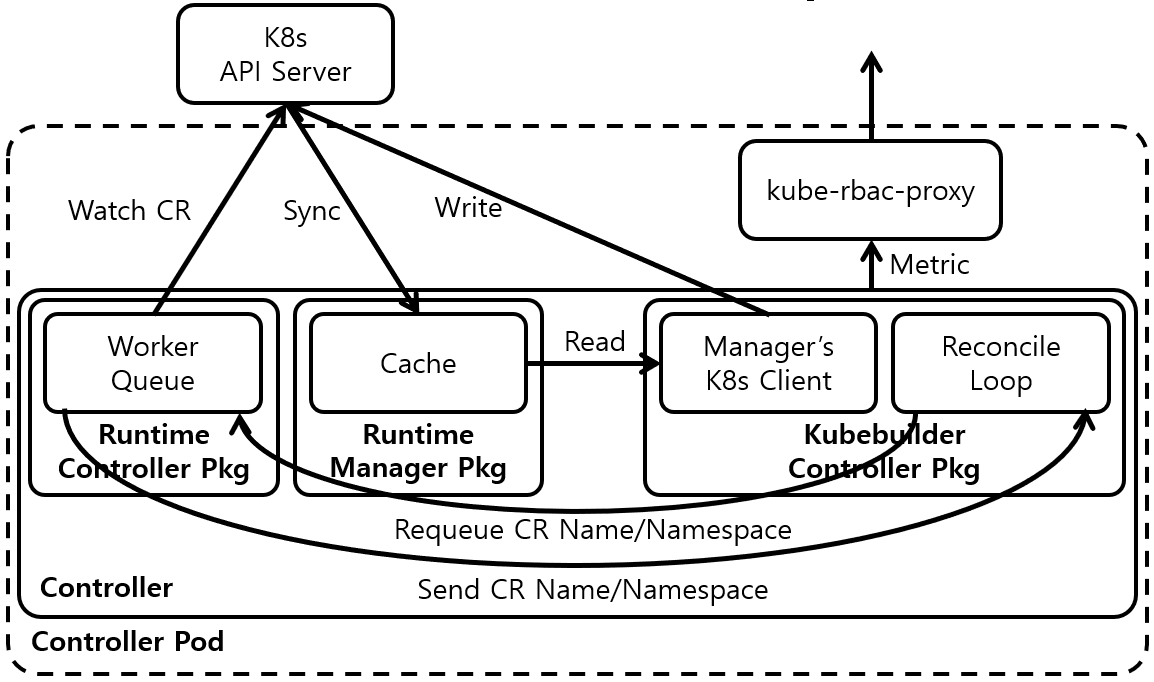 K8s
API Server
kube-rbac-proxy
Watch CR
Sync
Write
Metric
Worker
Queue
Cache
Read
Manager’s
K8s Client
Reconcile
Loop
Runtime
Controller Pkg
Runtime
Manager Pkg
Kubebuilder
Controller Pkg
Requeue CR Name/Namespace
Send CR Name/Namespace
Controller
Controller Pod